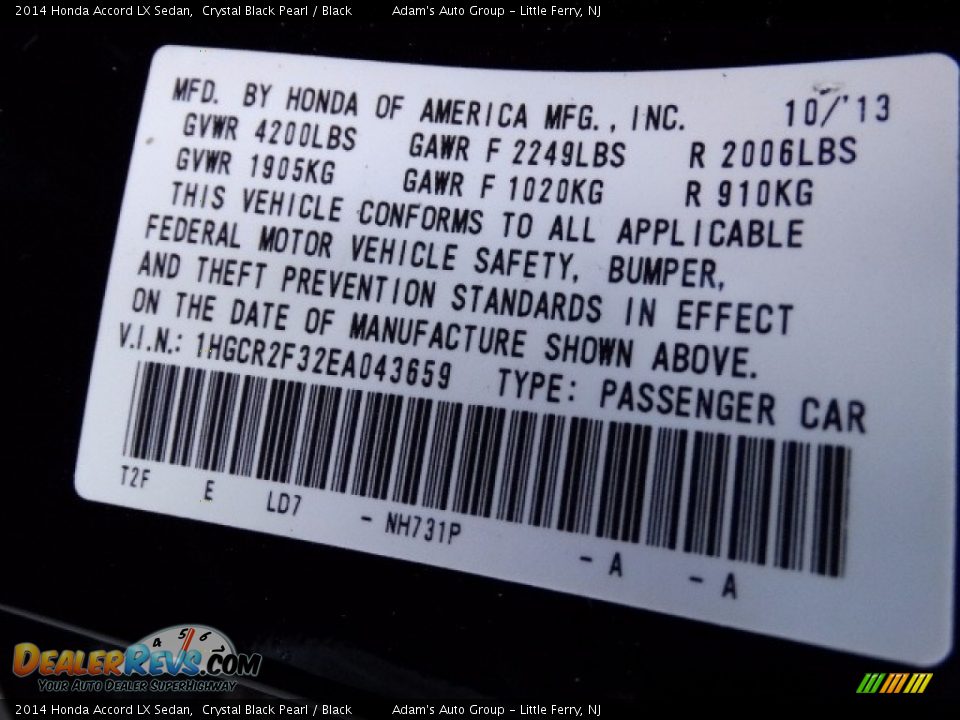 2014 Honda Accord LX Sedan,  Crystal Black Pearl / Black     Adam's Auto Group - Little Ferry, NJ
MFD. BY HONDA OF AMERICA MFG., INC. 10/'13
GVWR 4200LBS GAWR F 2249LBS R 2006LBS
GVWR 1905KG GAWR F 1020KG R 910KG
THIS VEHICLE CONFORMS TO ALL APPLICABLE
FEDERAL MOTOR VEHICLE SAFETY, BUMPER,
AND THEFT PREVENTION STANDARDS IN EFFECT
ON THE DATE OF MANUFACTURE SHOWN ABOVE.
V.I.N.: 1HGCR2F32EA043659 TYPE: PASSENGER CAR
T2F E LD7 - NH731P - A - A
4 5 6
DEALERREVS.COM
YOUR AUTO DEALER SUPERHIGHWAY
2014 Honda Accord LX Sedan,  Crystal Black Pearl / Black     Adam's Auto Group - Little Ferry, NJ